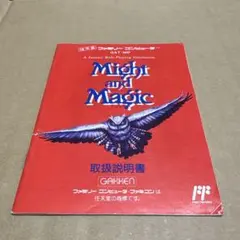 ファミリー コンピュータ™
A Fantasy Role-Playing Simulation
Might
and
Magic
取扱説明書
GAKKEN
ファミリー コンピュータ・ファミコンは
任天堂の商標です。